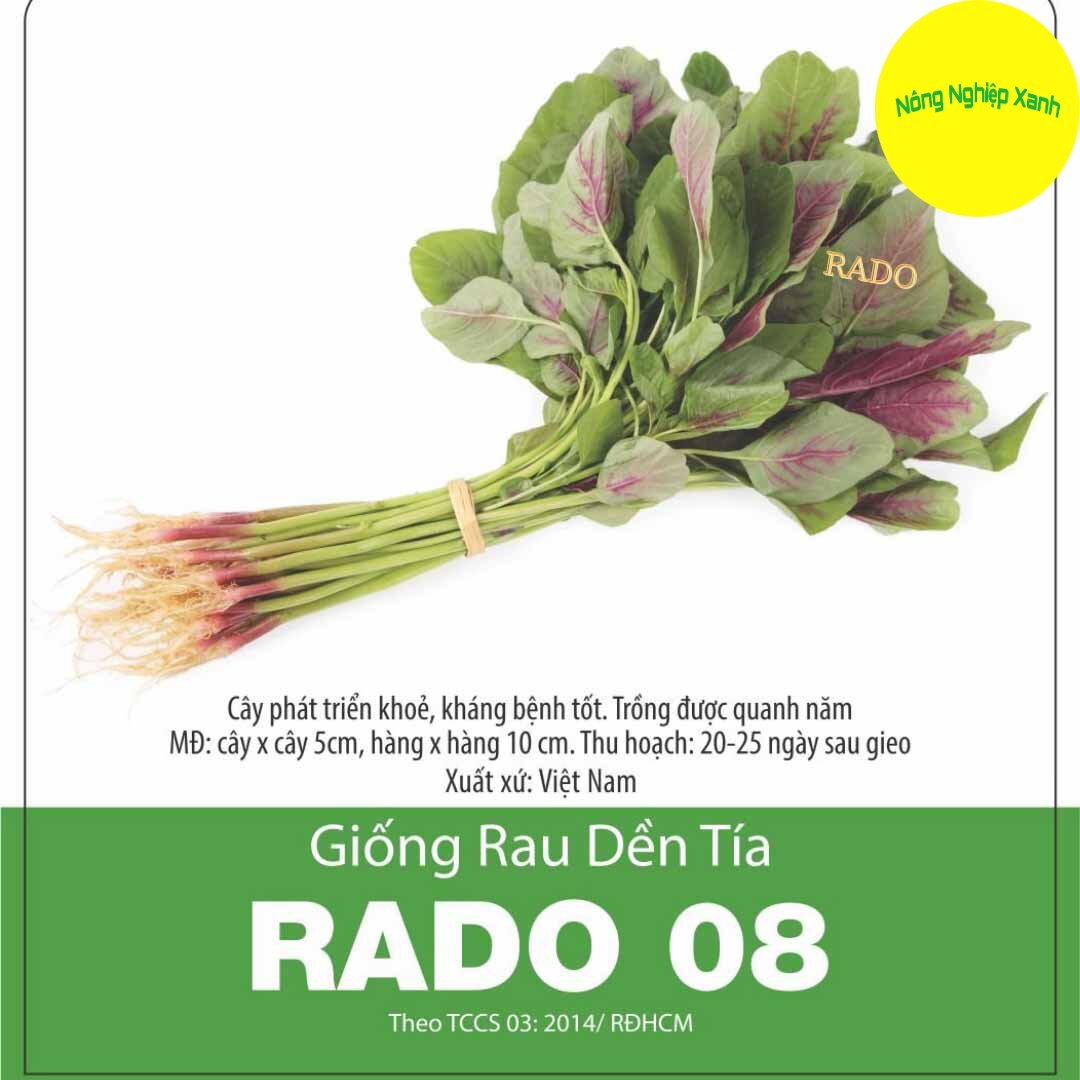 Nông Nghiệp Xanh
RADO
Cây phát triển khoẻ, kháng bệnh tốt. Trồng được quanh năm
MĐ: cây x cây 5cm, hàng x hàng 10 cm. Thu hoạch: 20-25 ngày sau gieo
Xuất xứ: Việt Nam
Giống Rau Dền Tía
RADO 08
Theo TCCS 03: 2014/ RĐHCM